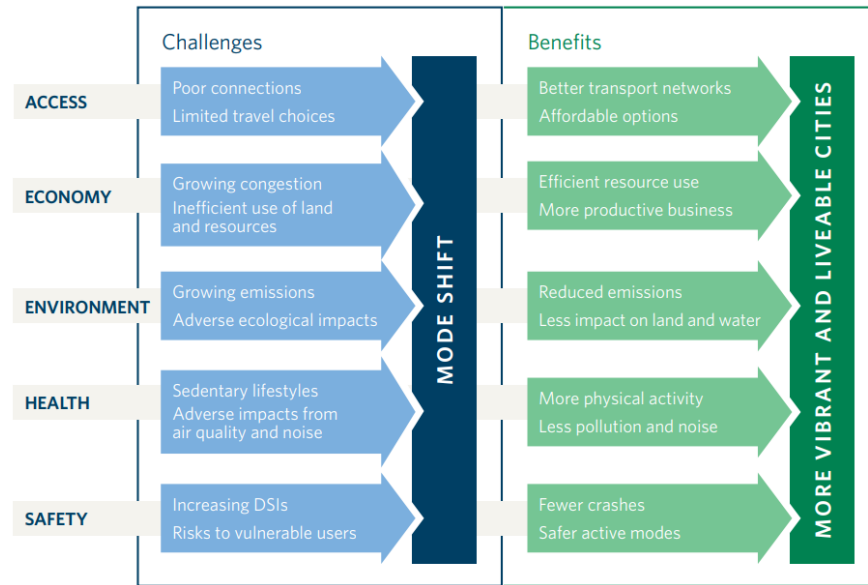 Challenges
Benefits
ACCESS
Poor connections
Limited travel choices
Better transport networks
Affordable options
ECONOMY
Growing congestion
Inefficient use of land
and resources
Efficient resource use
More productive business
ENVIRONMENT
Growing emissions
Adverse ecological impacts
Reduced emissions
Less impact on land and water
HEALTH
Sedentary lifestyles
Adverse impacts from
air quality and noise
More physical activity
Less pollution and noise
SAFETY
Increasing DSIs
Risks to vulnerable users
Fewer crashes
Safer active modes
MODE SHIFT
MORE VIBRANT AND LIVEABLE CITIES